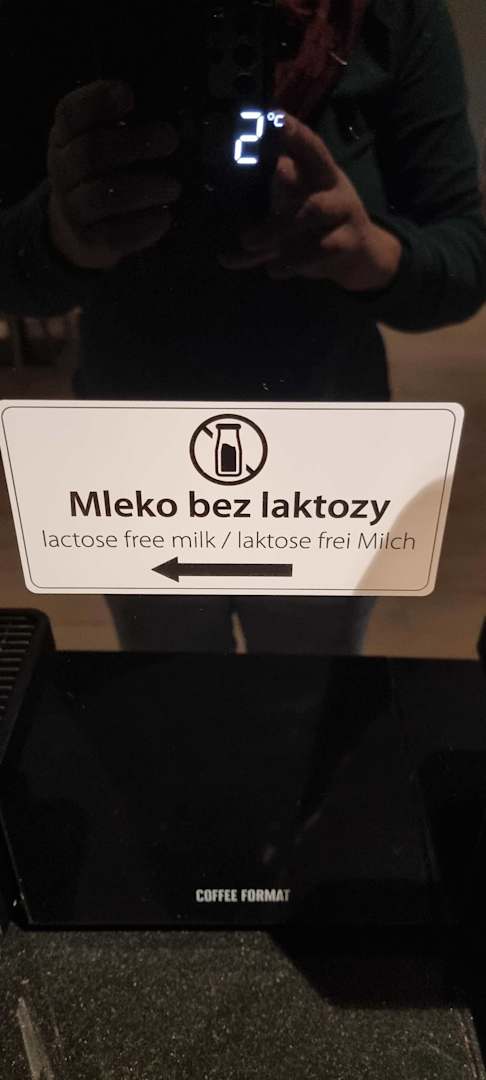 2°C
Mleko bez laktozy
lactose free milk / laktose frei Milch
COFFEE FORMAT